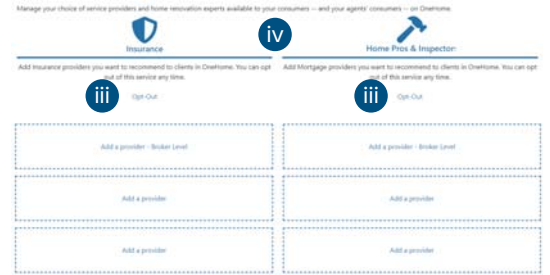 Manage your choice of service providers and home renovation experts available to your consumers -- and your agents' consumers -- on OneHome.
iv
Insurance
Add Insurance providers you want to recommend to clients in OneHome. You can opt
out of this service any time.
iii
Opt-Out
Add a provider - Broker Level
Add a provider
Add a provider
Home Pros & Inspector
Add Mortgage providers you want to recommend to clients in OneHome. You can opt
out of this service any time.
iii
Opt-Out
Add a provider - Broker Level
Add a provider
Add a provider